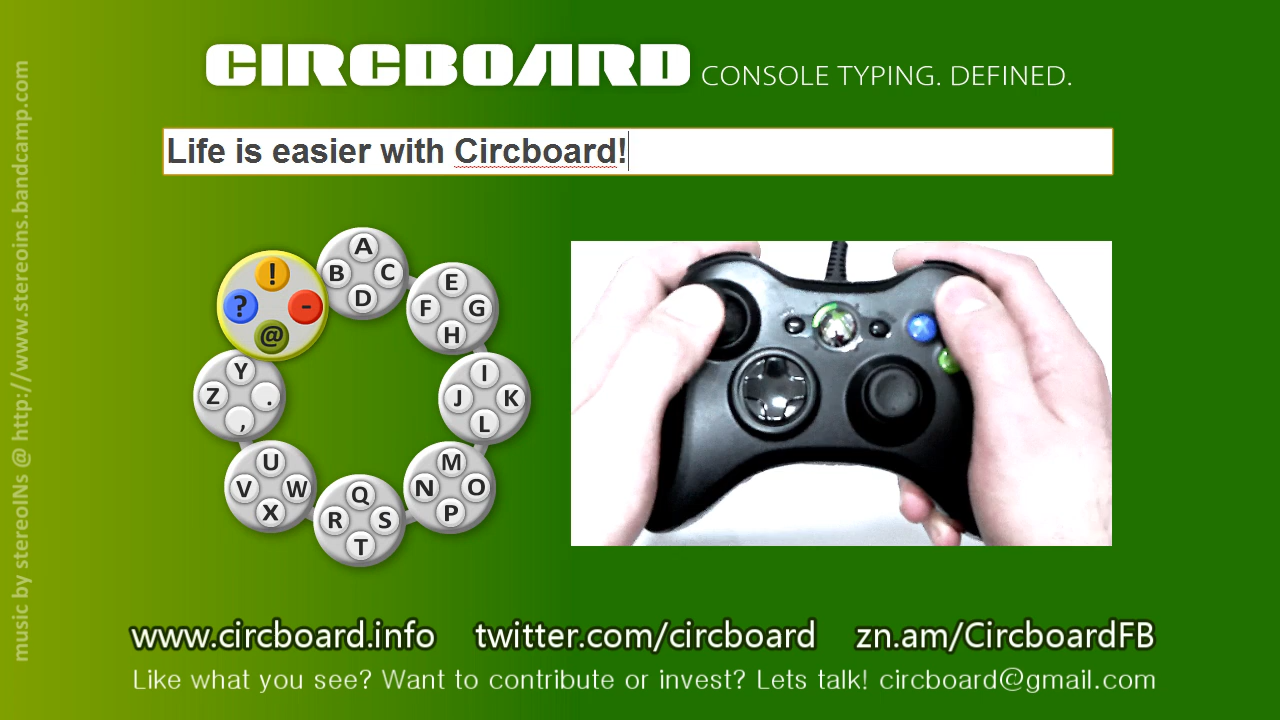 CIRCBOARD CONSOLE TYPING. DEFINED.
Life is easier with Circboard!
A
B C
D
E
F G
H
I
J K
L
M
N O
P
Q
R S
T
U
V W
X
Y
Z .
,
!
? -
@
www.circboard.info twitter.com/circboard zn.am/CircboardFB
Like what you see? Want to contribute or invest? Lets talk! circboard@gmail.com
music by stereoINs @ http://www.stereoins.bandcamp.com